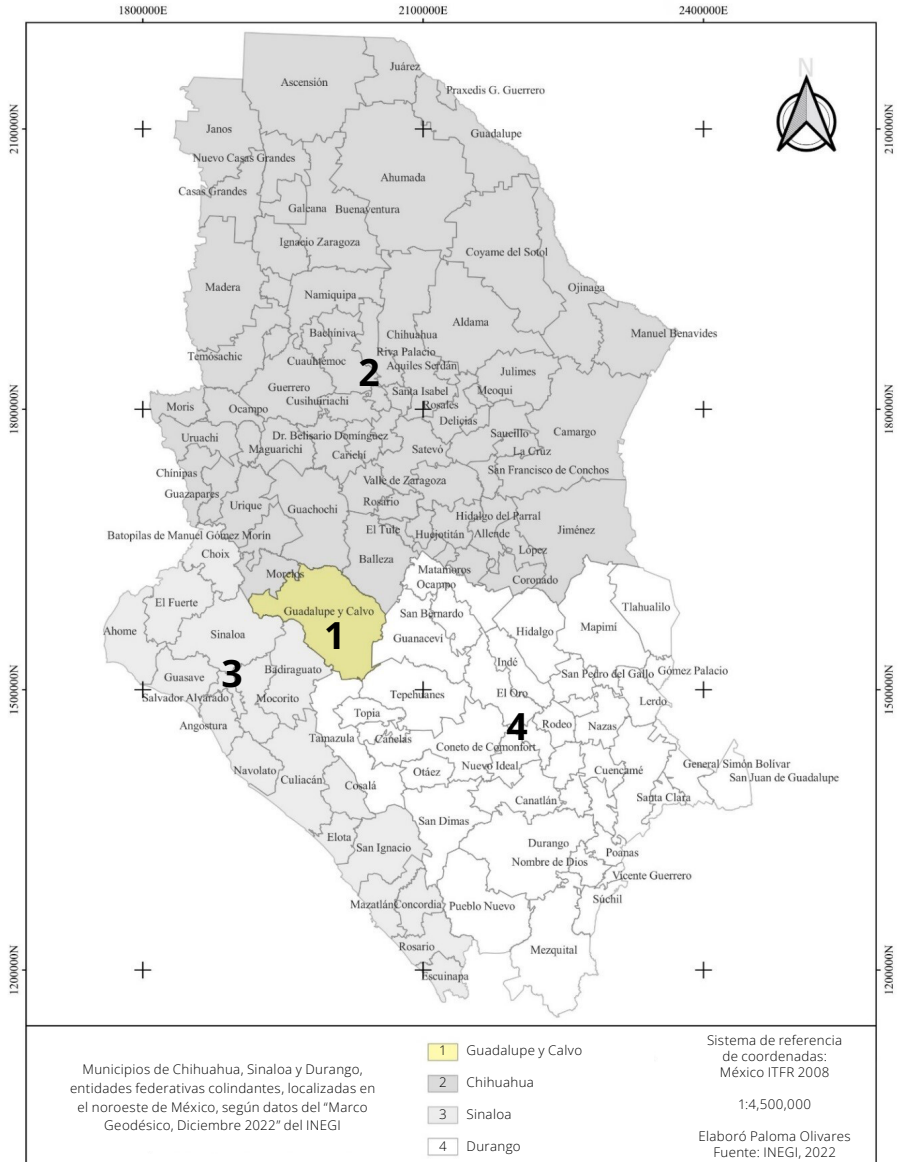 1800000E
2100000E
2400000E
N
2100000N
2100000N
Juárez
Ascensión
Praxedis G. Guerrero
Janos
Guadalupe
Nuevo Casas Grandes
Ahumada
Casas Grandes
Galeana
Buenaventura
Ignacio Zaragoza
Coyame del Sotol
Madera
Namiquipa
Ojinaga
Aldama
Bachíniva
Chihuahua
Manuel Benavides
Temósachic
Riva Palacio
Cuauhtémoc
Aquiles Serdán
2
Julimes
Guerrero
Santa Isabel
Meoqui
Cusihuiriachi
Rosales
Moris
Ocampo
1800000N
1800000N
Delicias
Uruachi
Dr. Belisario Domínguez
Saucillo
Camargo
Maguarichi
Carichí
Satevó
La Cruz
Chínipas
San Francisco de Conchos
Valle de Zaragoza
Guazapares
Urique
Guachochi
Rosario
Hidalgo del Parral
Batopilas de Manuel Gómez Morín
El Tule
Huejotitán
Allende
Jiménez
Choix
Balleza
López
Morelos
Matamoros
Coronado
Ocampo
El Fuerte
Guadalupe y Calvo
San Bernardo
Tlahualilo
Ahome
Sinaloa
1
Guanaceví
Hidalgo
Mapimí
Guasave
3
Badiraguato
Indé
San Pedro del Gallo
Gómez Palacio
1500000N
1500000N
Salvador Alvarado
Mocorito
Tepehuanes
El Oro
Lerdo
Angostura
Topia
4
Rodeo
Nazas
Tamazula
Canelas
Coneto de Comonfort
Navolato
Culiacán
Cosalá
Otáez
Nuevo Ideal
Cuencamé
General Simón Bolívar
San Juan de Guadalupe
Canatlán
Santa Clara
San Dimas
Elota
San Ignacio
Durango
Poanas
Nombre de Dios
Vicente Guerrero
Mazatlán
Concordia
Pueblo Nuevo
Súchil
Rosario
Mezquital
Escuinapa
1200000N
1200000N
Municipios de Chihuahua, Sinaloa y Durango,
entidades federativas colindantes, localizadas en
el noroeste de México, según datos del “Marco
Geodésico, Diciembre 2022” del INEGI
1 Guadalupe y Calvo
2 Chihuahua
3 Sinaloa
4 Durango
Sistema de referencia
de coordenadas:
México ITFR 2008
1:4,500,000
Elaboró Paloma Olivares
Fuente: INEGI, 2022